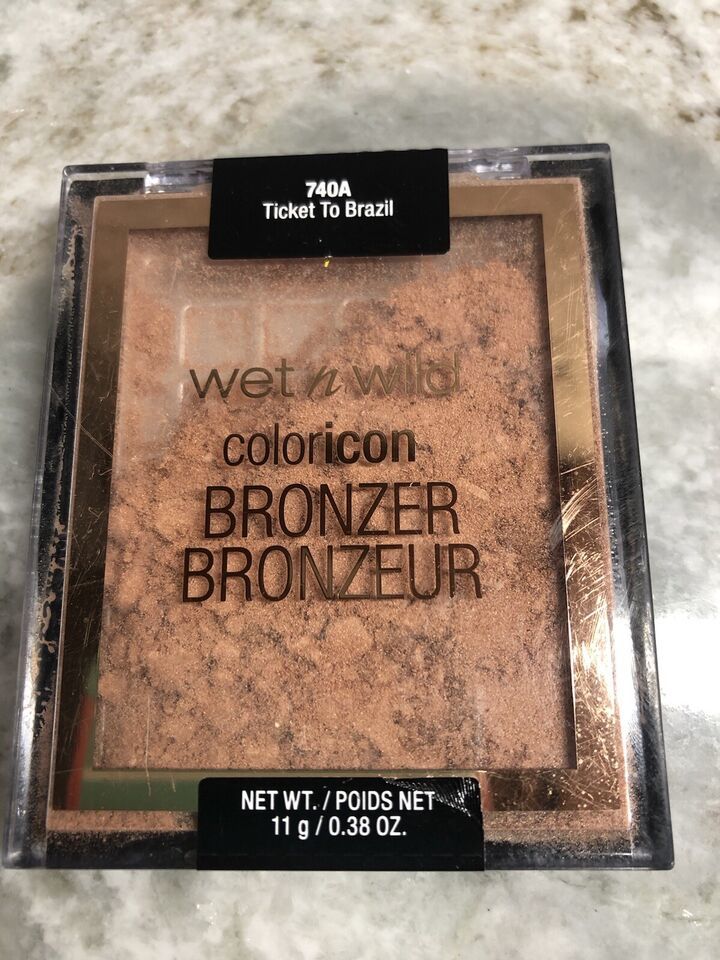 740A
Ticket To Brazil
wet n wild
coloricon
BRONZER
BRONZEUR
NET WT. / POIDS NET
11 g / 0.38 OZ.